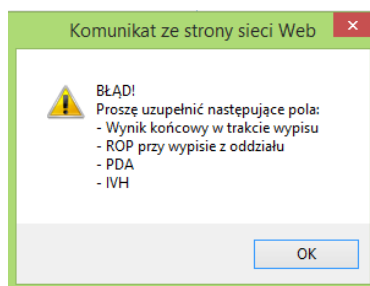 Komunikat ze strony sieci Web
BŁĄD!
Proszę uzupełnić następujące pola:
- Wynik końcowy w trakcie wypisu
- ROP przy wypisie z oddziału
- PDA
- IVH
OK